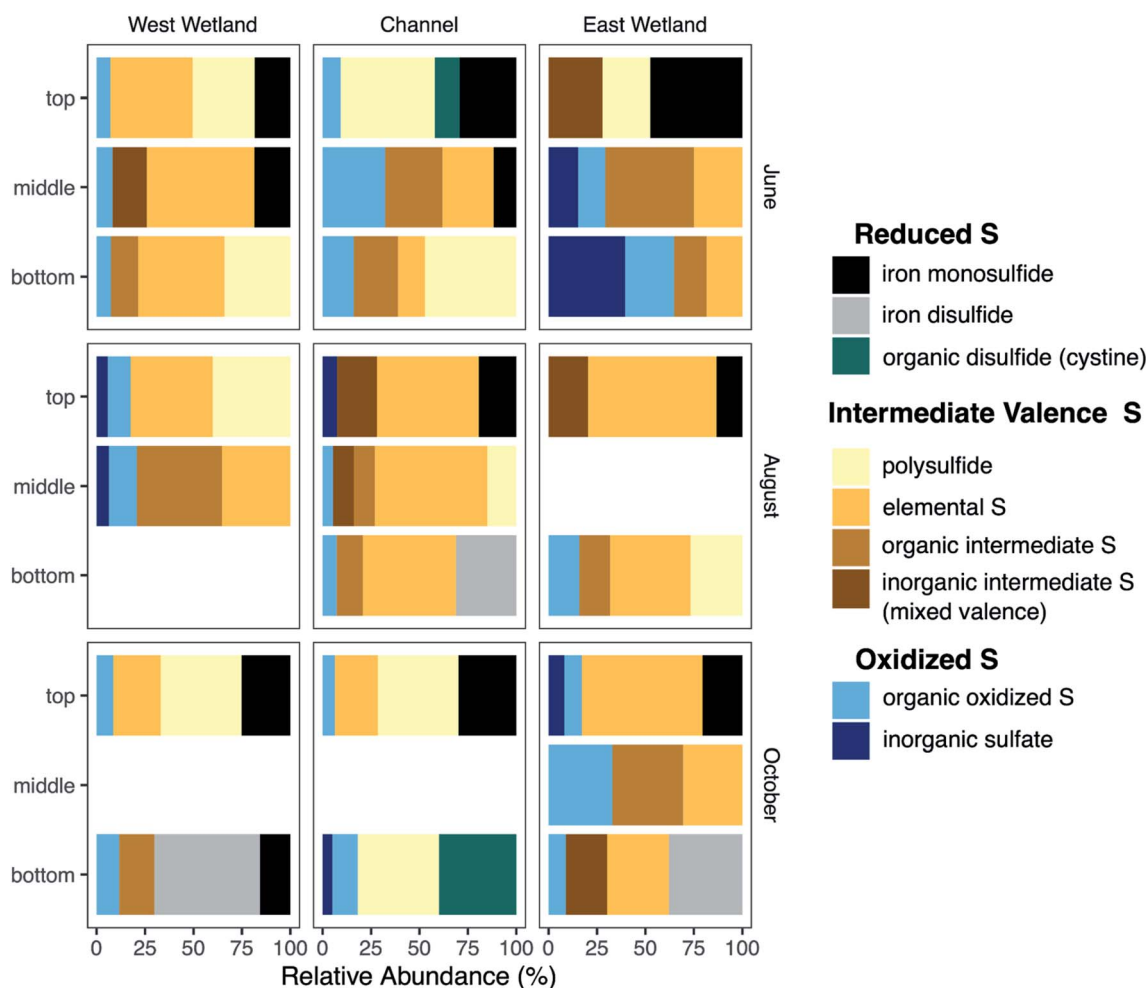 West Wetland
Channel
East Wetland
top
middle
bottom
June
top
middle
bottom
August
top
middle
bottom
October
0 25 50 75 100
0 25 50 75 100
0 25 50 75 100
Relative Abundance (%)
Reduced S
iron monosulfide
iron disulfide
organic disulfide (cystine)
Intermediate Valence S
polysulfide
elemental S
organic intermediate S
inorganic intermediate S
(mixed valence)
Oxidized S
organic oxidized S
inorganic sulfate